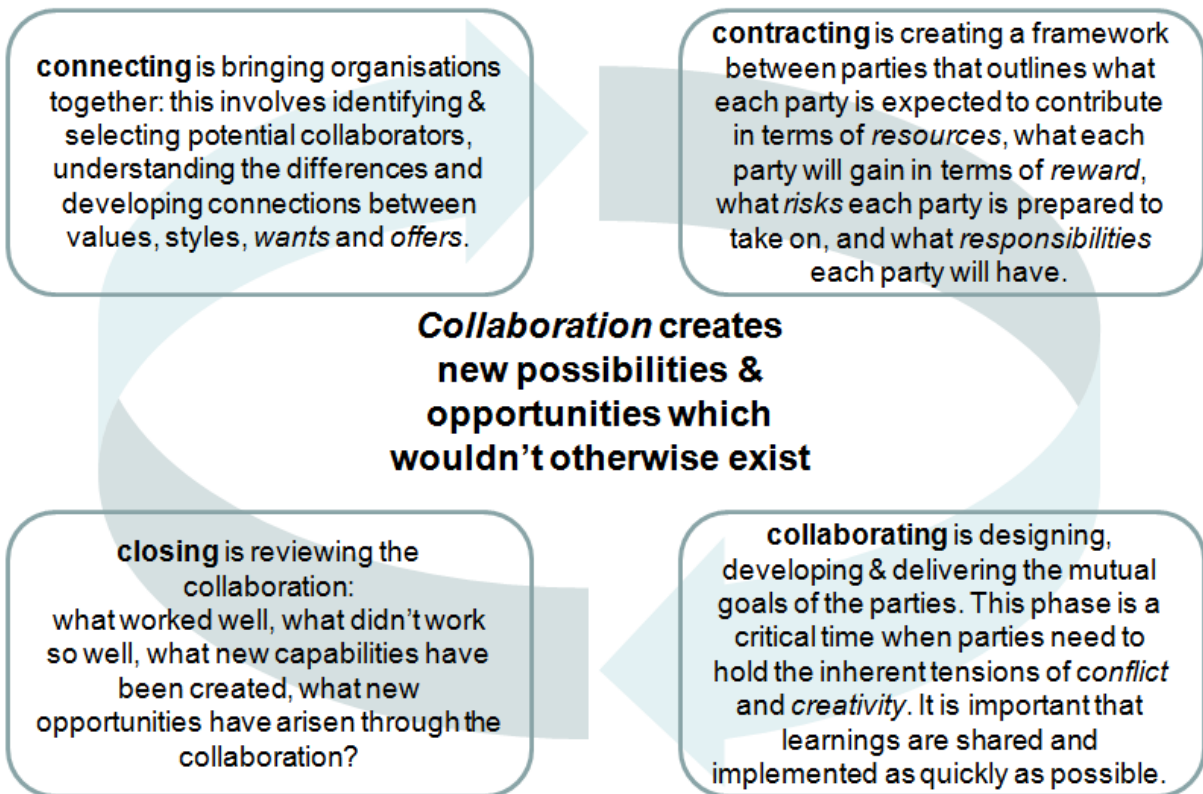 connecting is bringing organisations
together: this involves identifying &
selecting potential collaborators,
understanding the differences and
developing connections between
values, styles, wants and offers.
contracting is creating a framework
between parties that outlines what
each party is expected to contribute
in terms of resources, what each
party will gain in terms of reward,
what risks each party is prepared to
take on, and what responsibilities
each party will have.
Collaboration creates
new possibilities &
opportunities which
wouldn't otherwise exist
closing is reviewing the
collaboration:
what worked well, what didn't work
so well, what new capabilities have
been created, what new
opportunities have arisen through the
collaboration?
collaborating is designing,
developing & delivering the mutual
goals of the parties. This phase is a
critical time when parties need to
hold the inherent tensions of conflict
and creativity. It is important that
learnings are shared and
implemented as quickly as possible.